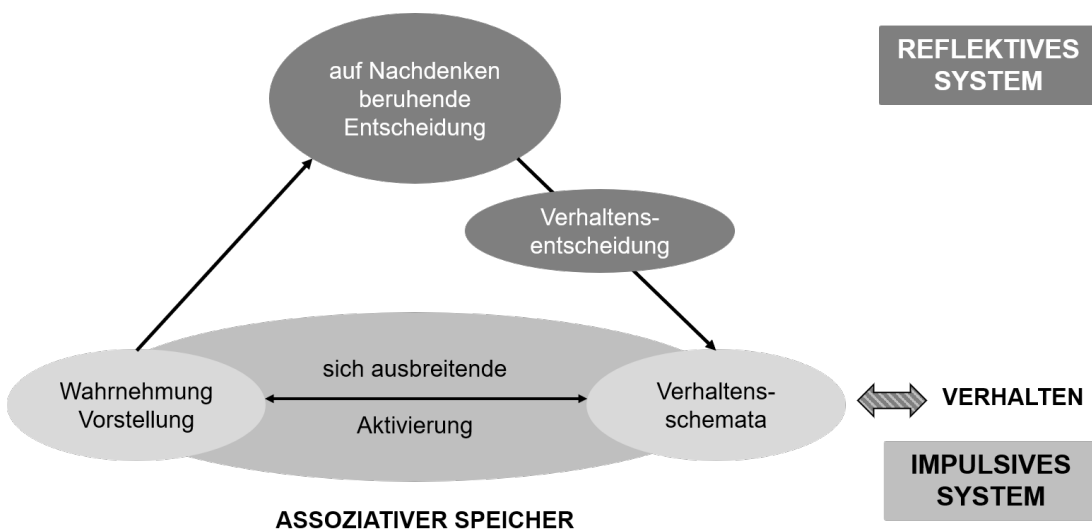 auf Nachdenken
beruhende
Entscheidung
REFLEKTIVES
SYSTEM
Verhaltens-
entscheidung
Wahrnehmung
Vorstellung
sich ausbreitende
Aktivierung
Verhaltens-
schemata
VERHALTEN
IMPULSIVES
SYSTEM
ASSOZIATIVER SPEICHER